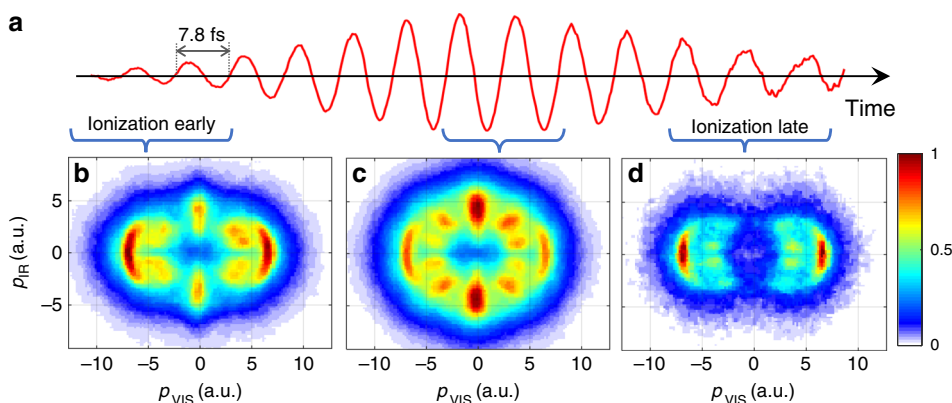 a
7.8 fs
Time
Ionization early
Ionization late
b
c
d
5
0
−5
p_IR (a.u.)
−10 −5 0 5 10
−10 −5 0 5 10
−10 −5 0 5 10
p_VIS (a.u.)
p_VIS (a.u.)
p_VIS (a.u.)
1
0.5
0